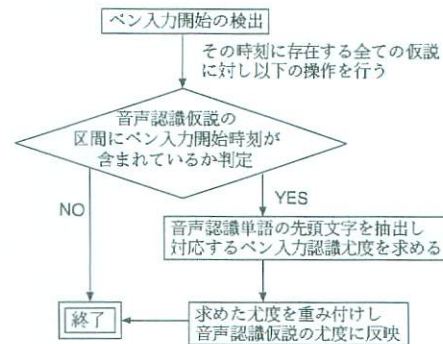 ペン入力開始の検出
その時刻に存在する全ての仮説
に対し以下の操作を行う
音声認識仮説の
区間にペン入力開始時刻が
含まれているか判定
NO
YES
音声認識単語の先頭文字を抽出し
対応するペン入力認識尤度を求める
求めた尤度を重み付けし
音声認識仮説の尤度に反映
終了